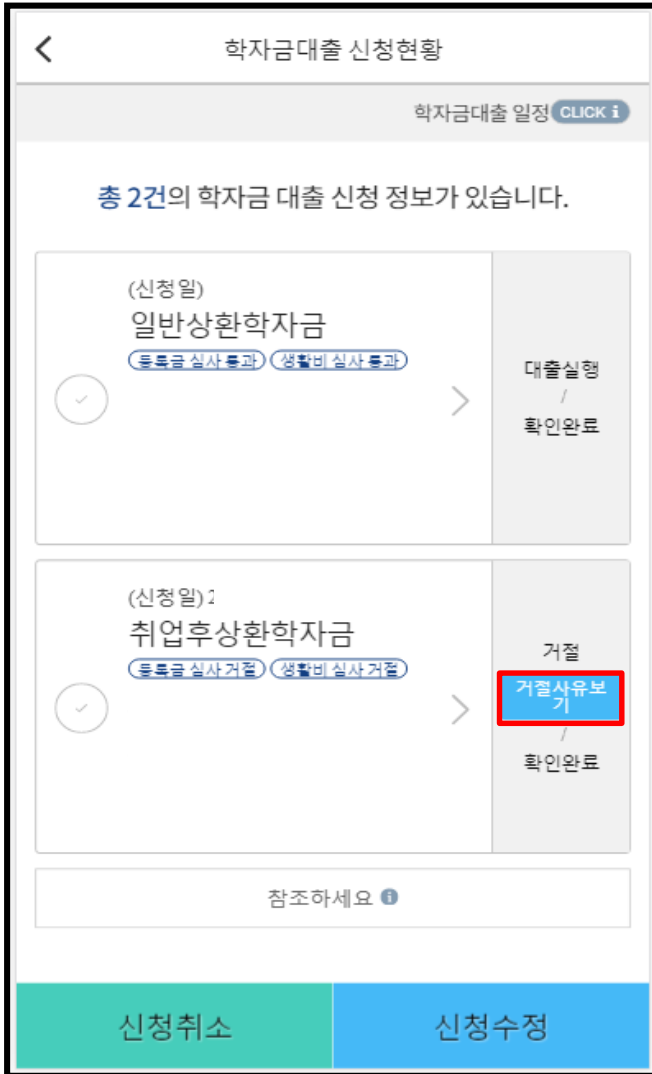 학자금대출 신청현황
학자금대출 일정 CLICK i
총 2건의 학자금 대출 신청 정보가 있습니다.
(신청일)
일반상환학자금
등록금 심사 통과 생활비 심사 통과
대출실행
/
확인완료
(신청일) 2
취업후상환학자금
등록금 심사 거절 생활비 심사 거절
거절
거절사유보
기
/
확인완료
참조하세요 i
신청취소
신청수정